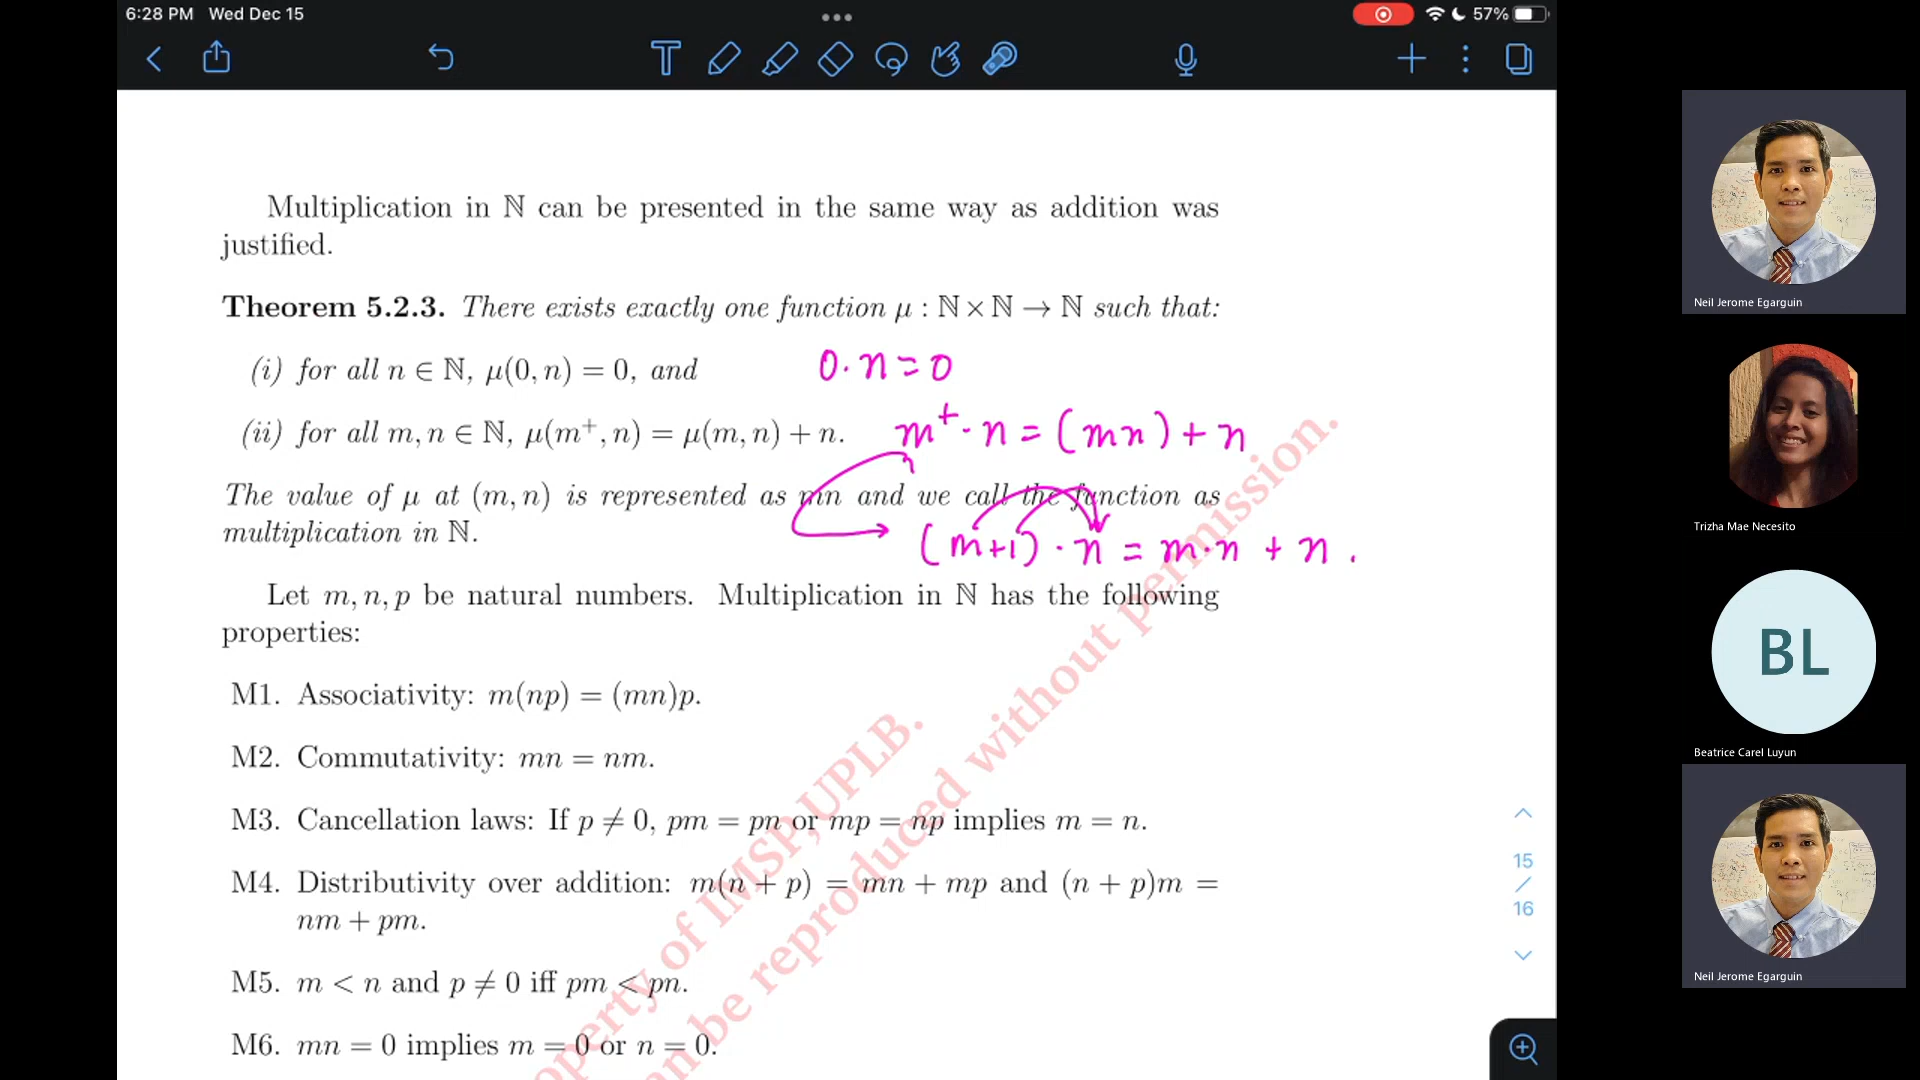 6:28 PM Wed Dec 15
57%
Multiplication in ℕ can be presented in the same way as addition was
justified.
Theorem 5.2.3. There exists exactly one function μ : ℕ × ℕ → ℕ such that:
(i) for all n ∈ ℕ, μ(0, n) = 0, and
0·n = 0
(ii) for all m, n ∈ ℕ, μ(m⁺, n) = μ(m, n) + n.
m⁺·n = (mn) + n
The value of μ at (m, n) is represented as mn and we call the function as
multiplication in ℕ.
(m+1)·n = m·n + n.
Let m, n, p be natural numbers. Multiplication in ℕ has the following
properties:
M1. Associativity: m(np) = (mn)p.
M2. Commutativity: mn = nm.
M3. Cancellation laws: If p ≠ 0, pm = pn or mp = np implies m = n.
M4. Distributivity over addition: m(n + p) = mn + mp and (n + p)m =
nm + pm.
M5. m < n and p ≠ 0 iff pm < pn.
M6. mn = 0 implies m = 0 or n = 0.
operty of IMSP,UPLB.
an be reproduced without permission.
15
/
16
Neil Jerome Egarguin
Trizha Mae Necesito
BL
Beatrice Carel Luyun
Neil Jerome Egarguin